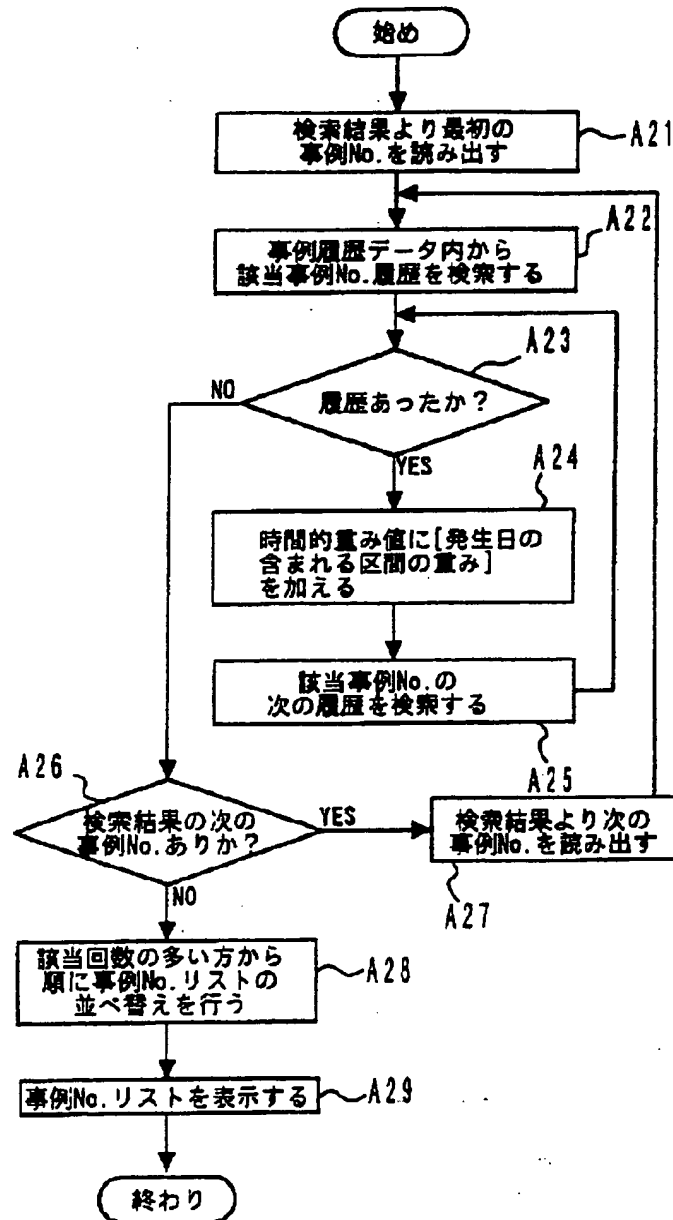 始め
検索結果より最初の
事例No.を読み出す
A21
A22
事例履歴データ内から
該当事例No.履歴を検索する
A23
NO
履歴あったか？
YES
A24
時間的重み値に[発生日の
含まれる区間の重み]
を加える
該当事例No.の
次の履歴を検索する
A25
A26
検索結果の次の
事例No.ありか？
YES
検索結果より次の
事例No.を読み出す
A27
NO
該当回数の多い方から
順に事例No.リストの
並べ替えを行う
A28
事例No.リストを表示する
A29
終わり